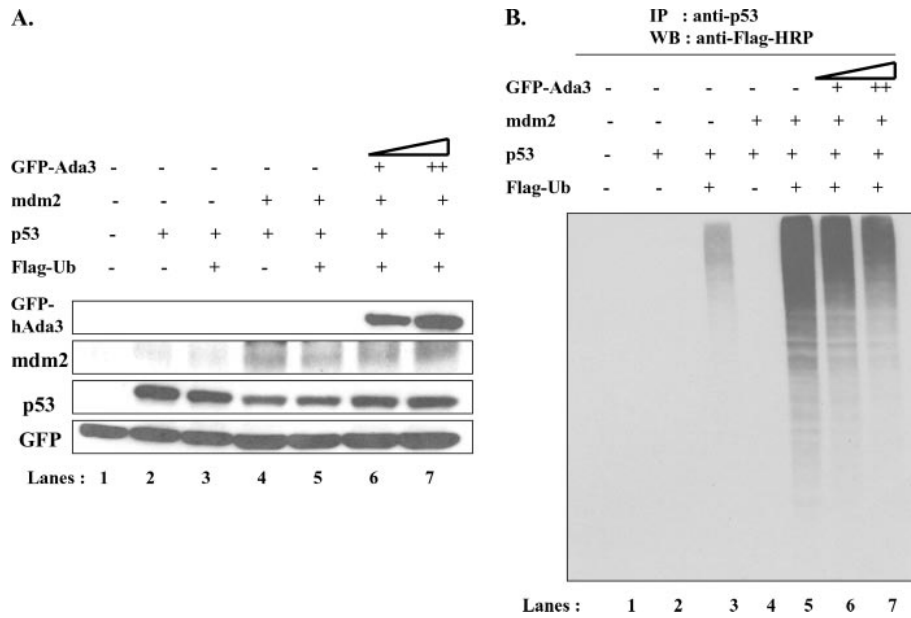 A.
GFP-Ada3 - - - - - + ++
mdm2 - - - + + + +
p53 - + + + + + +
Flag-Ub - - + - + + +
GFP-
hAda3
mdm2
p53
GFP
Lanes : 1 2 3 4 5 6 7
B.
IP : anti-p53
WB : anti-Flag-HRP
GFP-Ada3 - - - - - + ++
mdm2 - - - + + + +
p53 - + + + + + +
Flag-Ub - - + - + + +
Lanes : 1 2 3 4 5 6 7